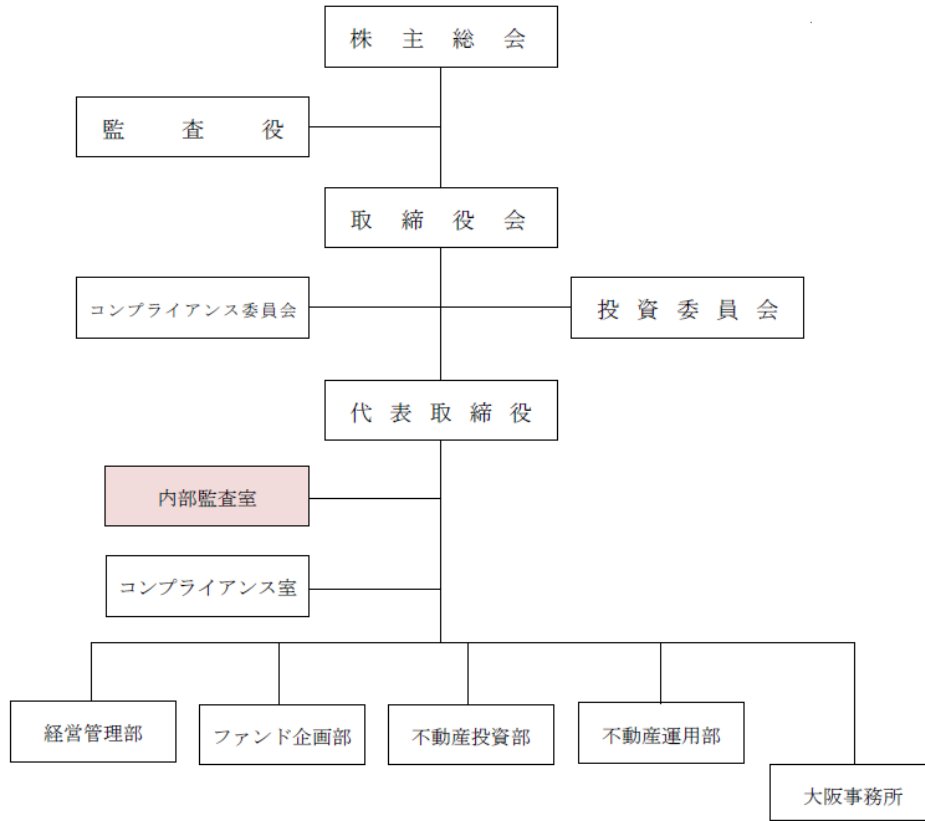 株主総会
監査役
取締役会
コンプライアンス委員会
投資委員会
代表取締役
内部監査室
コンプライアンス室
経営管理部
ファンド企画部
不動産投資部
不動産運用部
大阪事務所